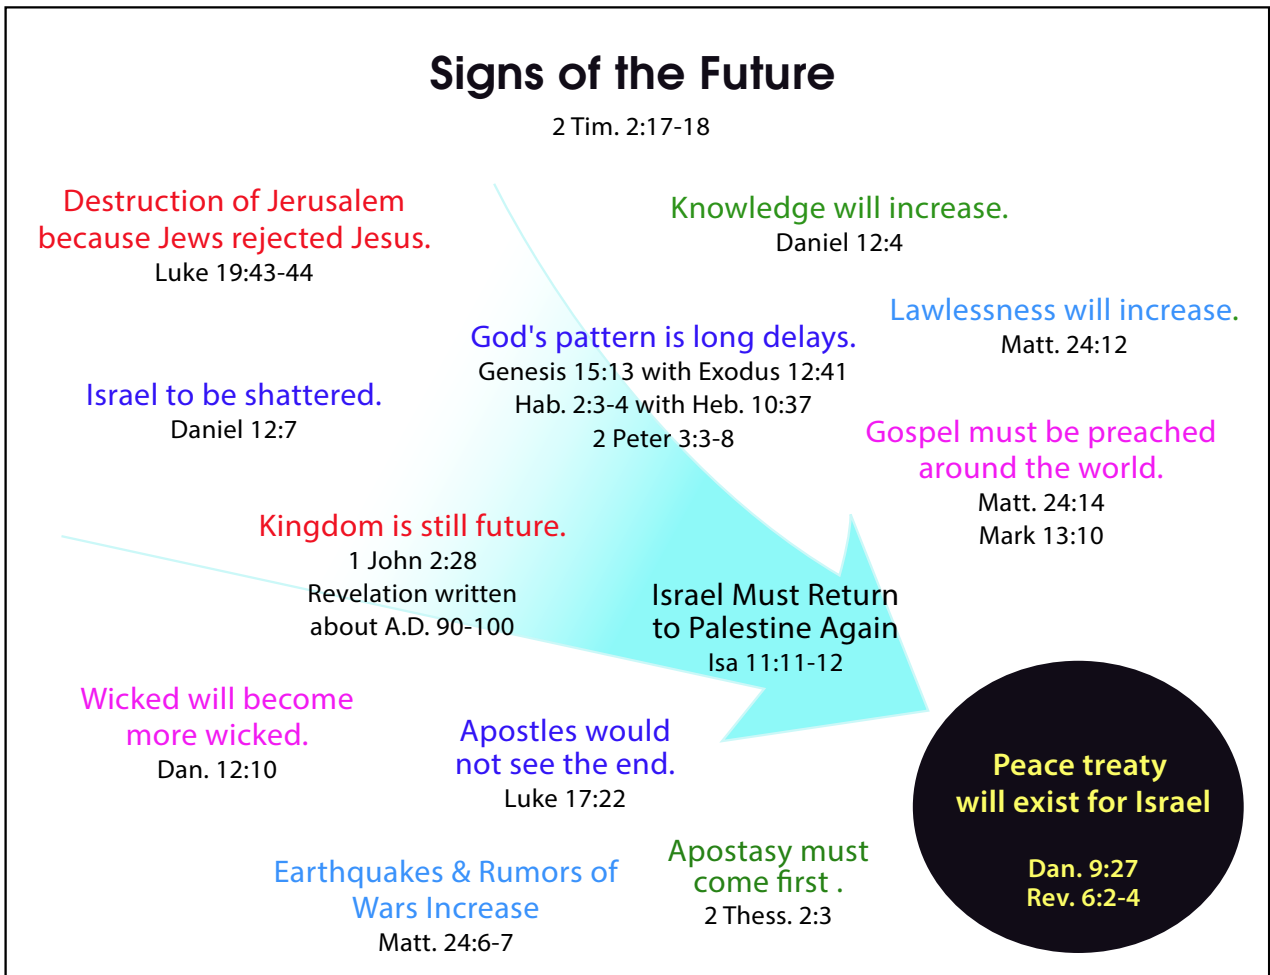 Signs of the Future
2 Tim. 2:17-18
Destruction of Jerusalem
because Jews rejected Jesus.
Luke 19:43-44
Knowledge will increase.
Daniel 12:4
Lawlessness will increase.
Matt. 24:12
God's pattern is long delays.
Genesis 15:13 with Exodus 12:41
Hab. 2:3-4 with Heb. 10:37
2 Peter 3:3-8
Israel to be shattered.
Daniel 12:7
Gospel must be preached
around the world.
Matt. 24:14
Mark 13:10
Kingdom is still future.
1 John 2:28
Revelation written
about A.D. 90-100
Israel Must Return
to Palestine Again
Isa 11:11-12
Wicked will become
more wicked.
Dan. 12:10
Apostles would
not see the end.
Luke 17:22
Peace treaty
will exist for Israel
Dan. 9:27
Rev. 6:2-4
Earthquakes & Rumors of
Wars Increase
Matt. 24:6-7
Apostasy must
come first .
2 Thess. 2:3